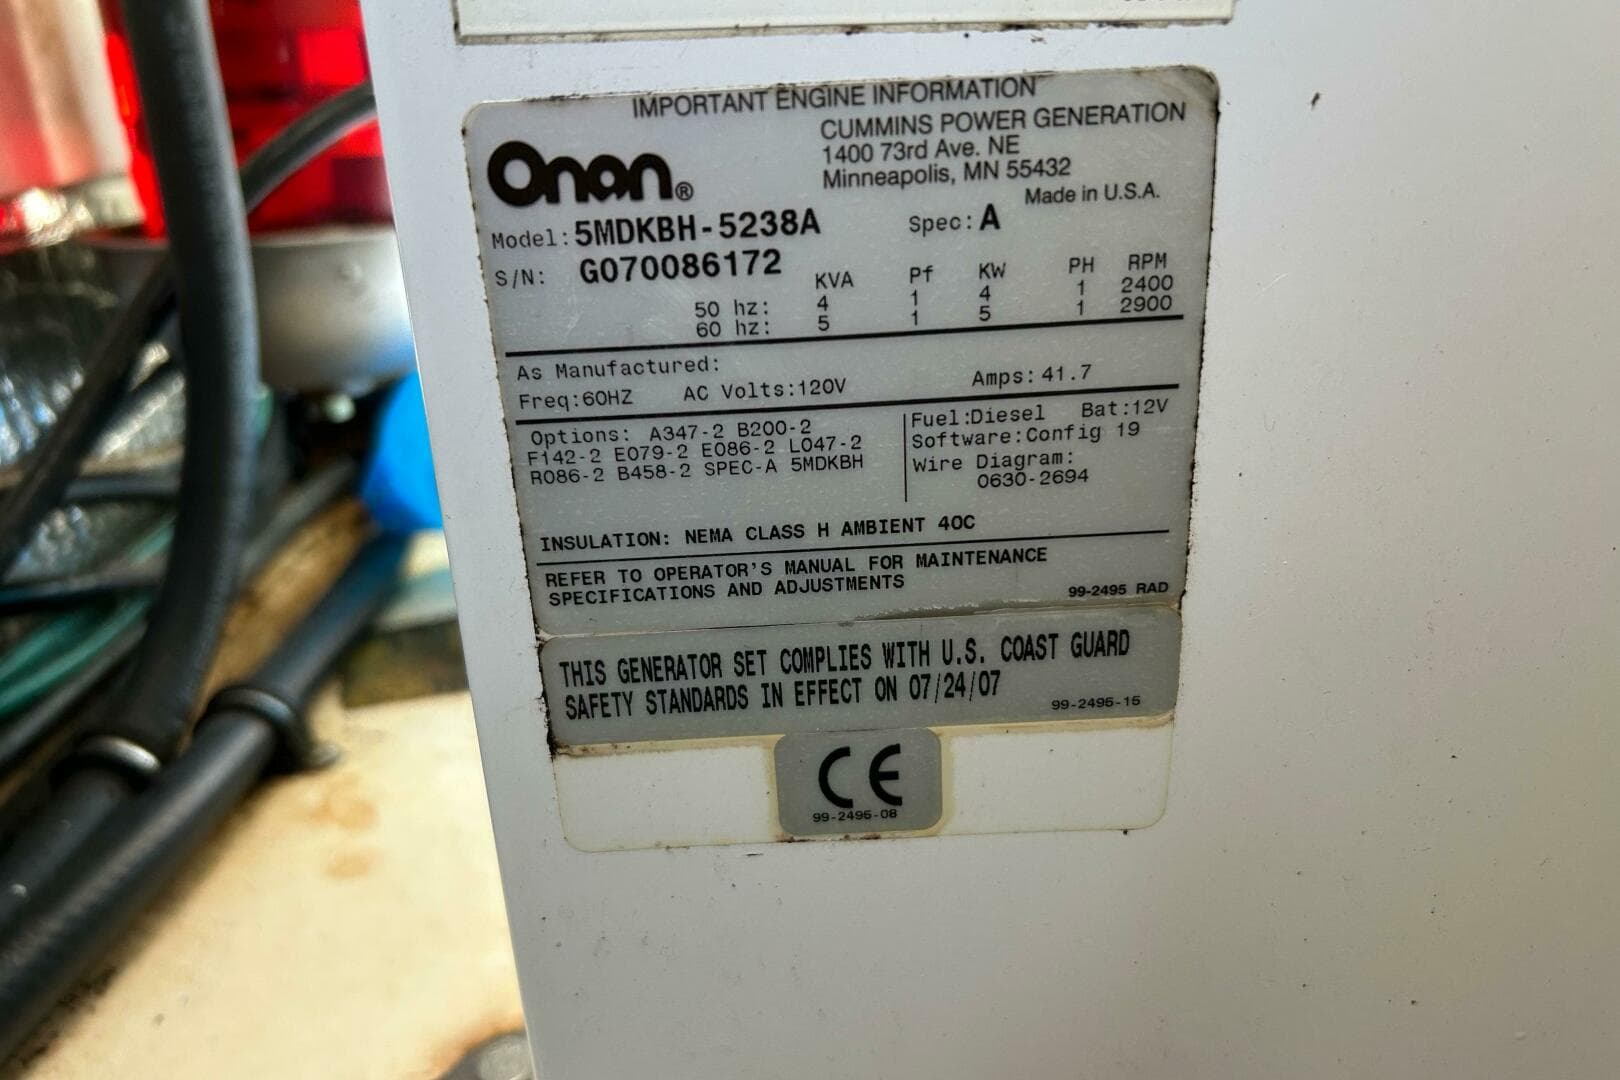 IMPORTANT ENGINE INFORMATION
Onan®
CUMMINS POWER GENERATION
1400 73rd Ave. NE
Minneapolis, MN 55432
Made in U.S.A.
Model: 5MDKBH-5238A Spec: A
S/N: G070086172
KVA Pf KW PH RPM
50 hz: 4 1 4 1 2400
60 hz: 5 1 5 1 2900
As Manufactured:
Freq:60HZ AC Volts:120V Amps: 41.7
Options: A347-2 B200-2
F142-2 E079-2 E086-2 L047-2
R086-2 B458-2 SPEC-A 5MDKBH
Fuel:Diesel Bat:12V
Software:Config 19
Wire Diagram:
0630-2694
INSULATION: NEMA CLASS H AMBIENT 40C
REFER TO OPERATOR'S MANUAL FOR MAINTENANCE
SPECIFICATIONS AND ADJUSTMENTS
99-2495 RAD
THIS GENERATOR SET COMPLIES WITH U.S. COAST GUARD
SAFETY STANDARDS IN EFFECT ON 07/24/07
99-2495-15
CE
99-2495-08